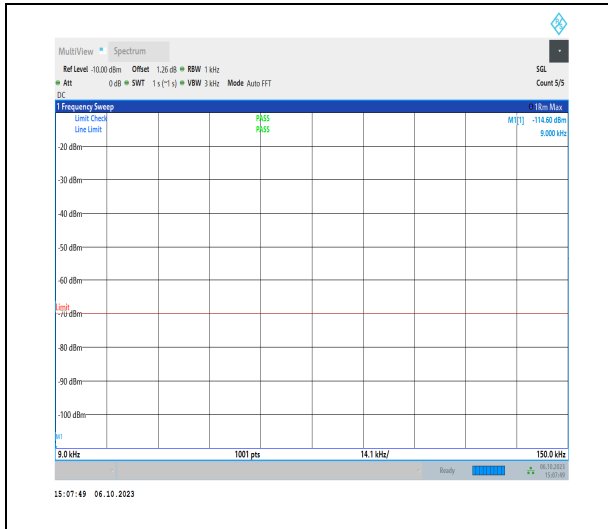 MultiView Spectrum
Ref Level -10.00 dBm Offset 1.26 dB RBW 1 kHz SGL
Att 0 dB SWT 1 s (~1 s) VBW 3 kHz Mode Auto FFT Count 5/5
DC
1 Frequency Sweep 1Rm Max
Limit Check PASS M1[1] -114.60 dBm
Line Limit PASS 9.000 kHz
-20 dBm
-30 dBm
-40 dBm
-50 dBm
-60 dBm
Limit
-70 dBm
-80 dBm
-90 dBm
-100 dBm
M1
9.0 kHz 1001 pts 14.1 kHz/ 150.0 kHz
Ready 06.10.2023
15:07:49
15:07:49 06.10.2023